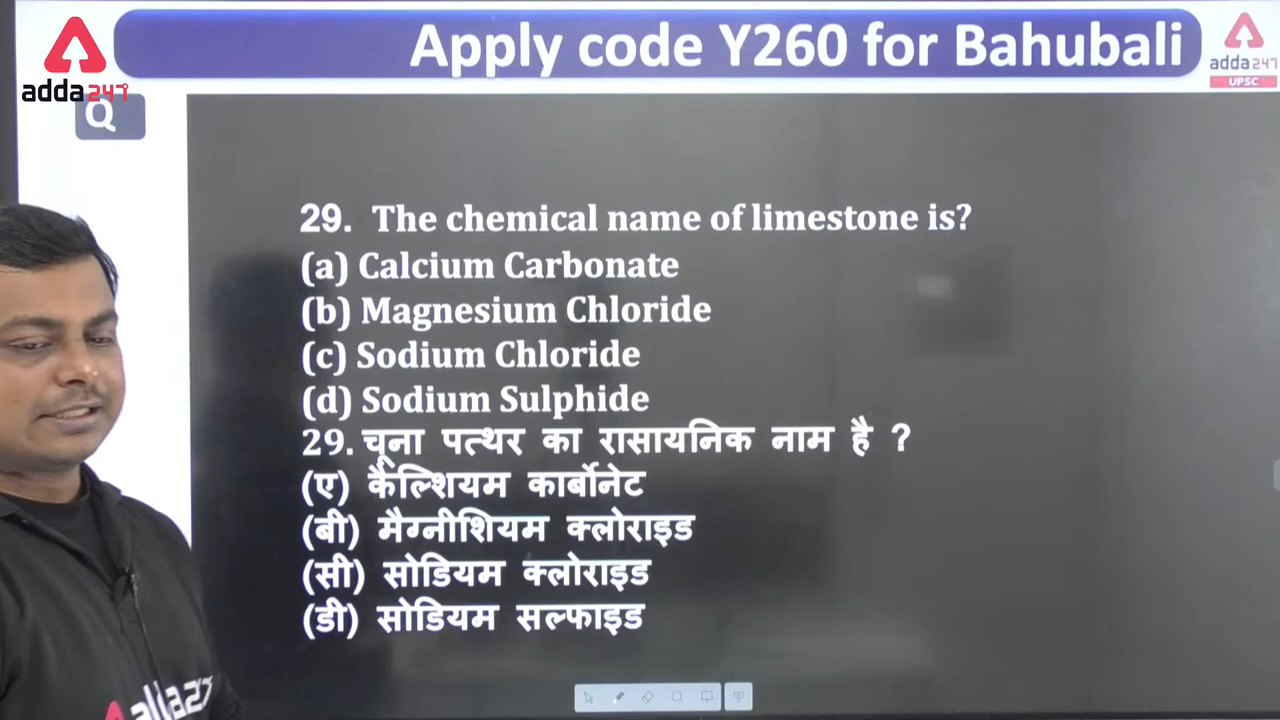 Apply code Y260 for Bahubali
adda247
adda247
UPSC
Q
29. The chemical name of limestone is?
(a) Calcium Carbonate
(b) Magnesium Chloride
(c) Sodium Chloride
(d) Sodium Sulphide
29. चूना पत्थर का रासायनिक नाम है ?
(ए) कैल्शियम कार्बोनेट
(बी) मैग्नीशियम क्लोराइड
(सी) सोडियम क्लोराइड
(डी) सोडियम सल्फाइड